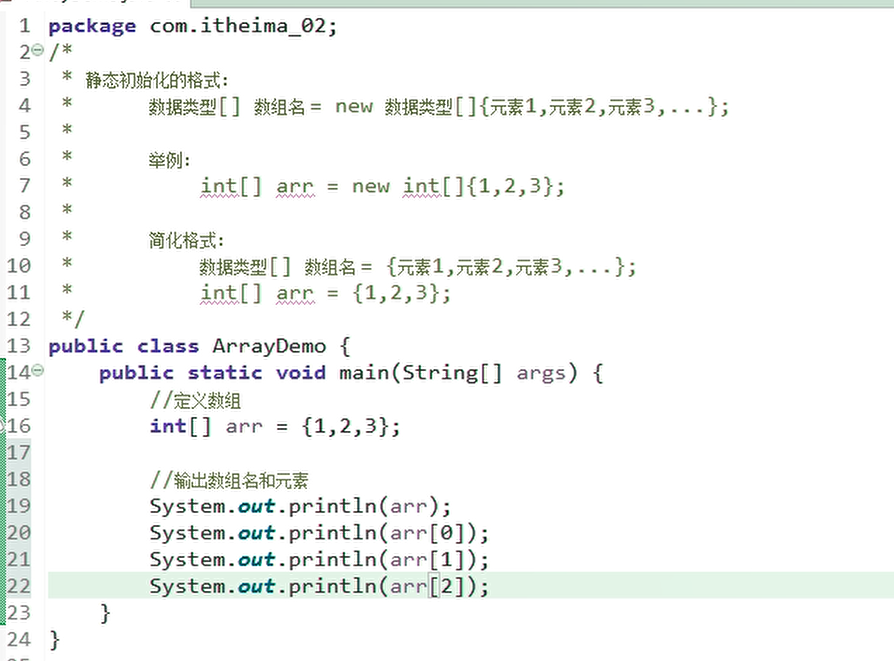 1 package com.itheima_02;
2 /*
3  * 静态初始化的格式:
4  *      数据类型[] 数组名 = new 数据类型[]{元素1,元素2,元素3,...};
5  *
6  *      举例:
7  *          int[] arr = new int[]{1,2,3};
8  *
9  *      简化格式:
10  *          数据类型[] 数组名 = {元素1,元素2,元素3,...};
11  *          int[] arr = {1,2,3};
12  */
13 public class ArrayDemo {
14     public static void main(String[] args) {
15         //定义数组
16         int[] arr = {1,2,3};
17
18         //输出数组名和元素
19         System.out.println(arr);
20         System.out.println(arr[0]);
21         System.out.println(arr[1]);
22         System.out.println(arr[2]);
23     }
24 }